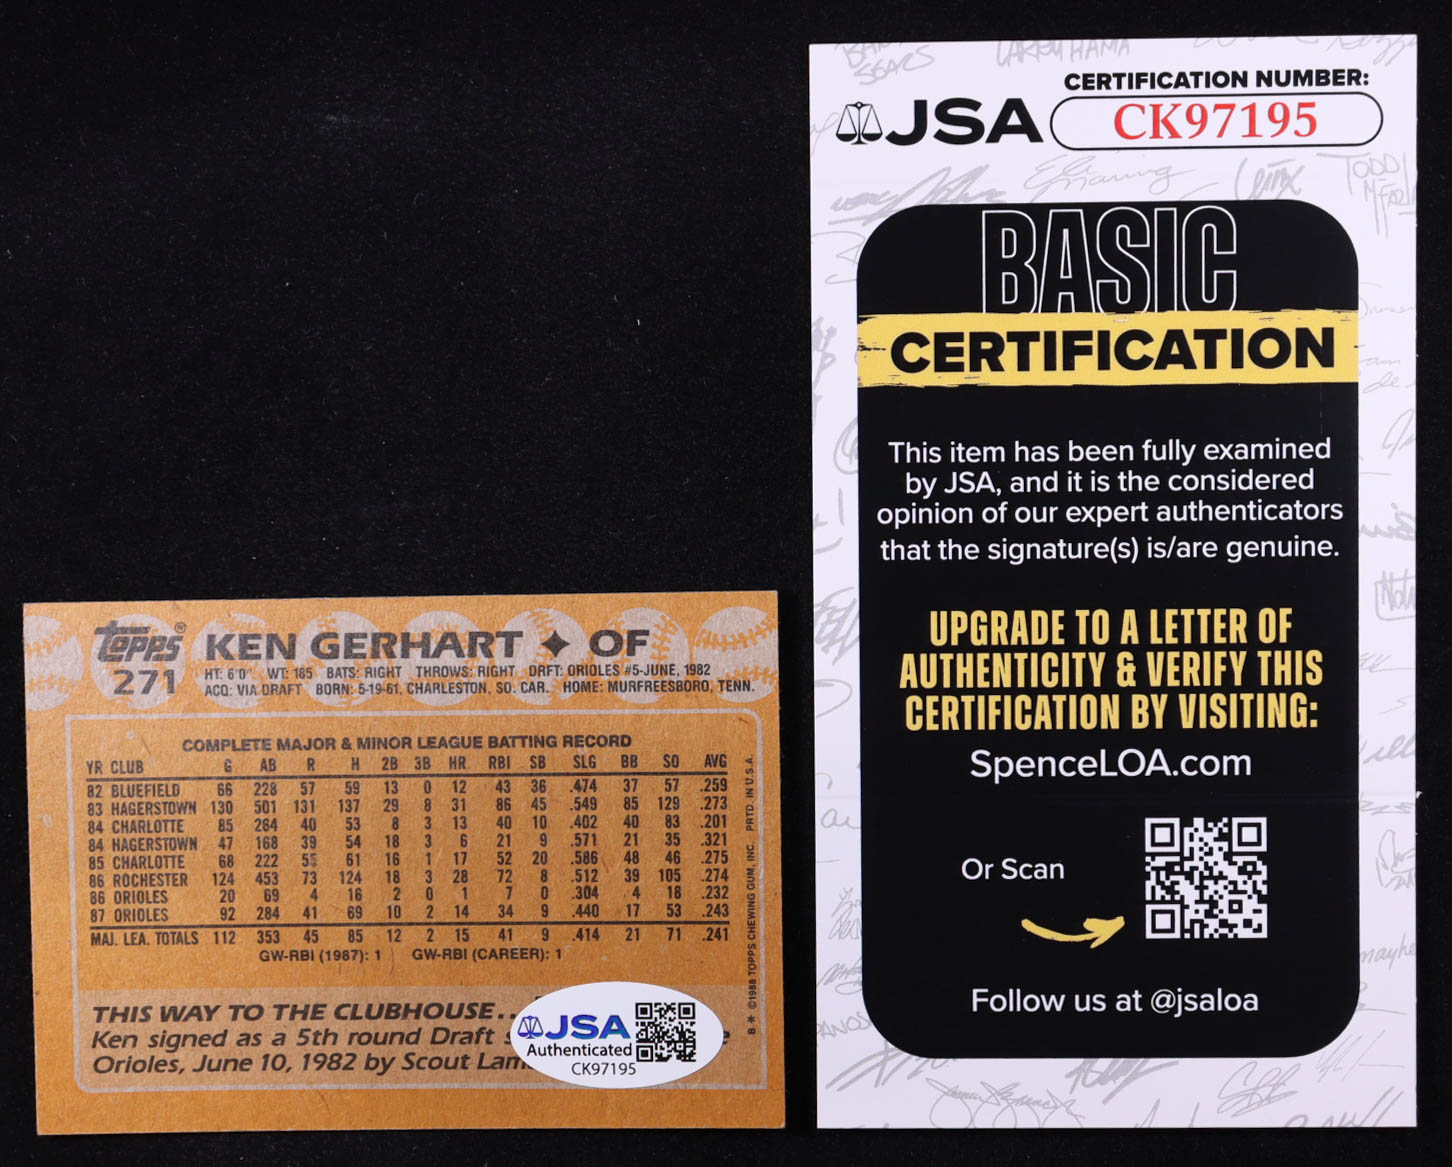 topps®
271
KEN GERHART ✦ OF
HT: 6'0" WT: 185 BATS: RIGHT THROWS: RIGHT DRFT: ORIOLES #5-JUNE, 1982
ACQ: VIA DRAFT BORN: 5-19-61, CHARLESTON, SO. CAR. HOME: MURFREESBORO, TENN.
COMPLETE MAJOR & MINOR LEAGUE BATTING RECORD
YR CLUB G AB R H 2B 3B HR RBI SB SLG BB SO AVG
82 BLUEFIELD 66 228 57 59 13 0 12 43 36 .474 37 57 .259
83 HAGERSTOWN 130 501 131 137 29 8 31 86 45 .549 85 129 .273
84 CHARLOTTE 85 264 40 53 8 3 13 40 10 .402 40 83 .201
84 HAGERSTOWN 47 168 39 54 18 3 6 21 9 .571 21 35 .321
85 CHARLOTTE 68 222 55 61 16 1 17 52 20 .586 48 46 .275
86 ROCHESTER 124 453 73 124 18 3 28 72 8 .512 39 105 .274
86 ORIOLES 20 69 4 16 2 0 1 7 0 .304 4 18 .232
87 ORIOLES 92 284 41 69 10 2 14 34 9 .440 17 53 .243
MAJ. LEA. TOTALS 112 353 45 85 12 2 15 41 9 .414 21 71 .241
GW-RBI (1987): 1 GW-RBI (CAREER): 1
THIS WAY TO THE CLUBHOUSE...
Ken signed as a 5th round Draft
Orioles, June 10, 1982 by Scout
B * ©1988 TOPPS CHEWING GUM, INC. PRTD. IN U.S.A.
JSA
Authenticated
CK97195
CERTIFICATION NUMBER:
JSA CK97195
BASIC
CERTIFICATION
This item has been fully examined
by JSA, and it is the considered
opinion of our expert authenticators
that the signature(s) is/are genuine.
UPGRADE TO A LETTER OF
AUTHENTICITY & VERIFY THIS
CERTIFICATION BY VISITING:
SpenceLOA.com
Or Scan
Follow us at @jsaloa